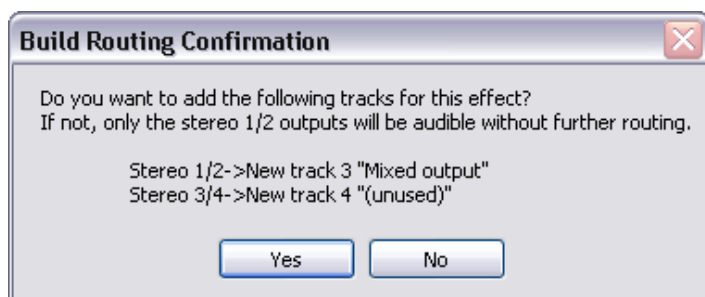 Build Routing Confirmation
Do you want to add the following tracks for this effect?
If not, only the stereo 1/2 outputs will be audible without further routing.
Stereo 1/2->New track 3 "Mixed output"
Stereo 3/4->New track 4 "(unused)"
Yes No